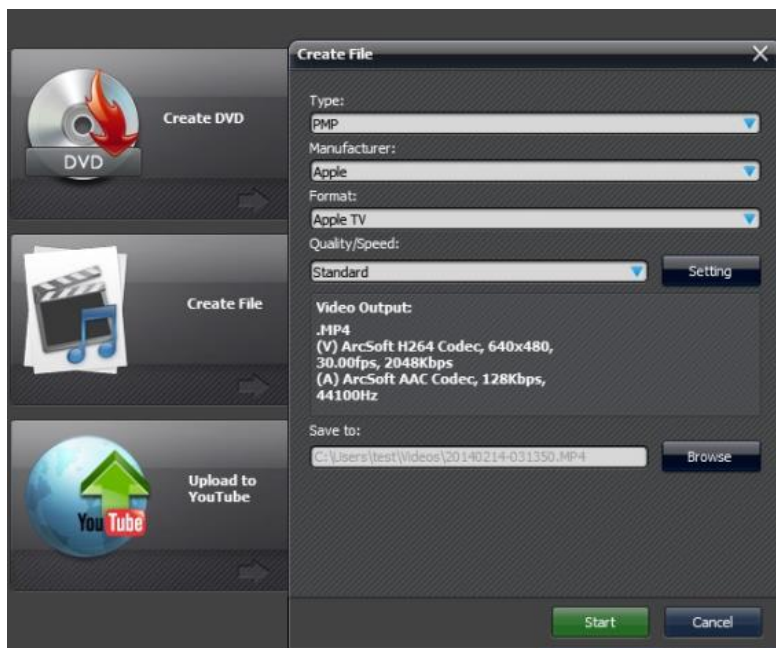 Create DVD
DVD
Create File
Upload to
YouTube
You Tube
Create File
Type:
PMP
Manufacturer:
Apple
Format:
Apple TV
Quality/Speed:
Standard
Setting
Video Output:
.MP4
(V) ArcSoft H264 Codec, 640x480,
30.00fps, 2048Kbps
(A) ArcSoft AAC Codec, 128Kbps,
44100Hz
Save to:
C:\Users\test\Videos\20140214-031350.MP4
Browse
Start
Cancel